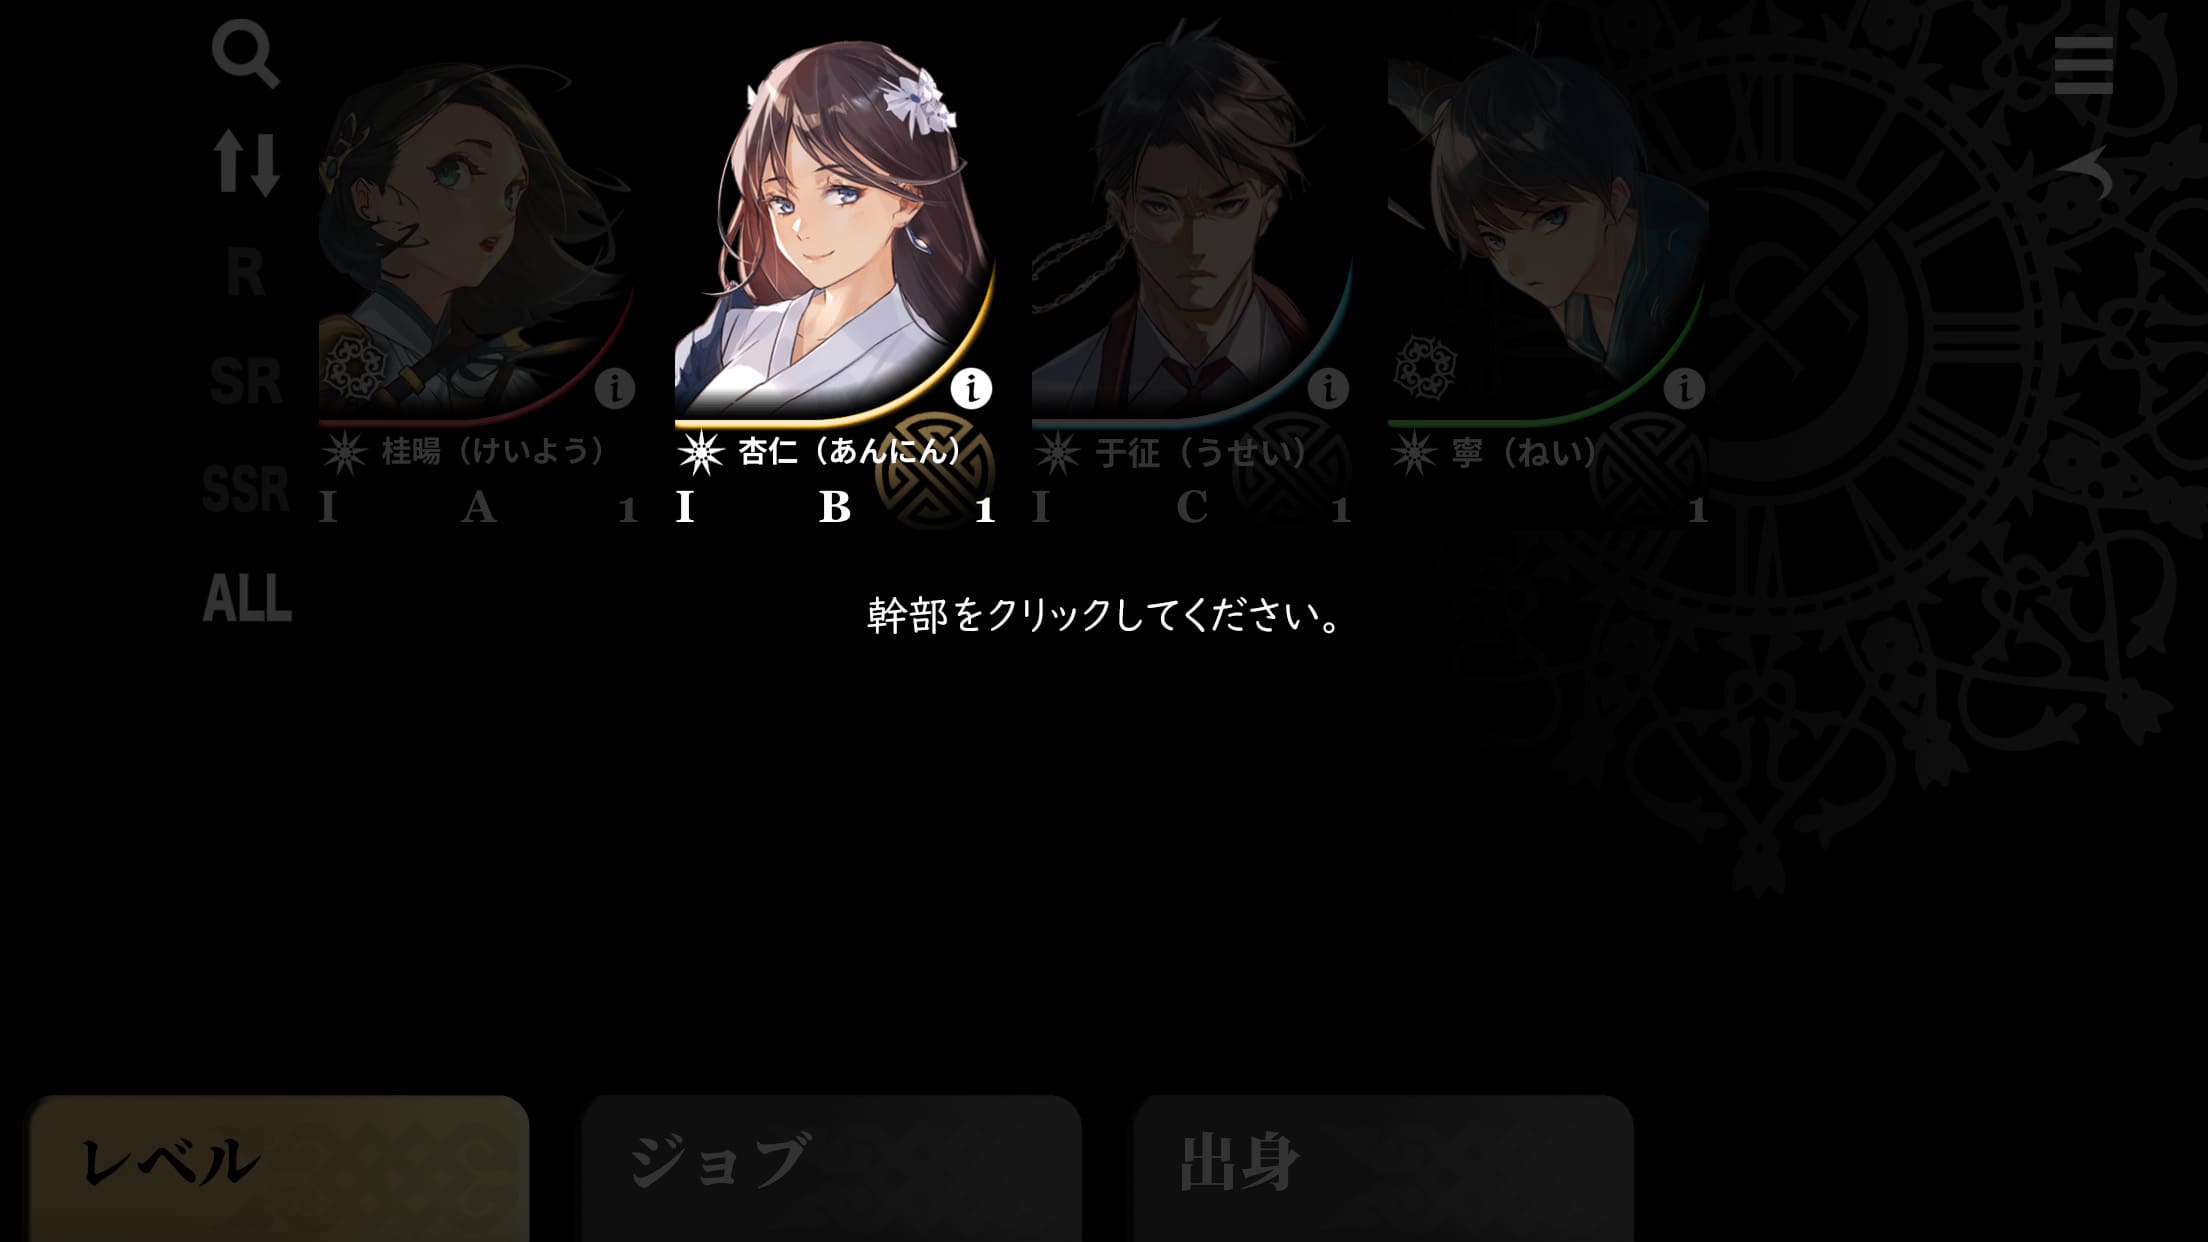 R
SR
SSR
ALL
桂暘（けいよう）
I A 1
杏仁（あんにん）
I B 1
于征（うせい）
I C 1
寧（ねい）
1
幹部をクリックしてください。
レベル
ジョブ
出身